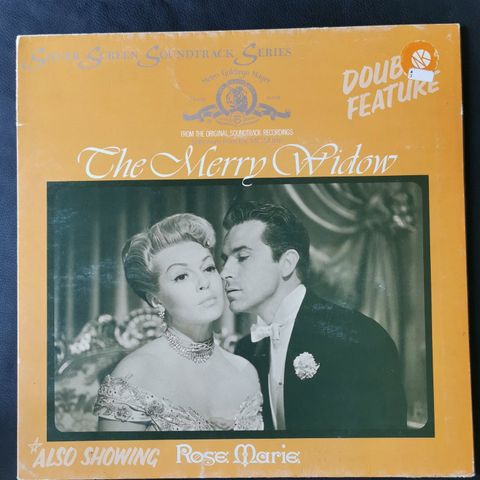 Silver Screen Soundtrack Series
DOUBLE
FEATURE
Metro Goldwyn Mayer
FROM THE ORIGINAL SOUNDTRACK RECORDINGS
The Merry Widow
ALSO SHOWING Rose Marie